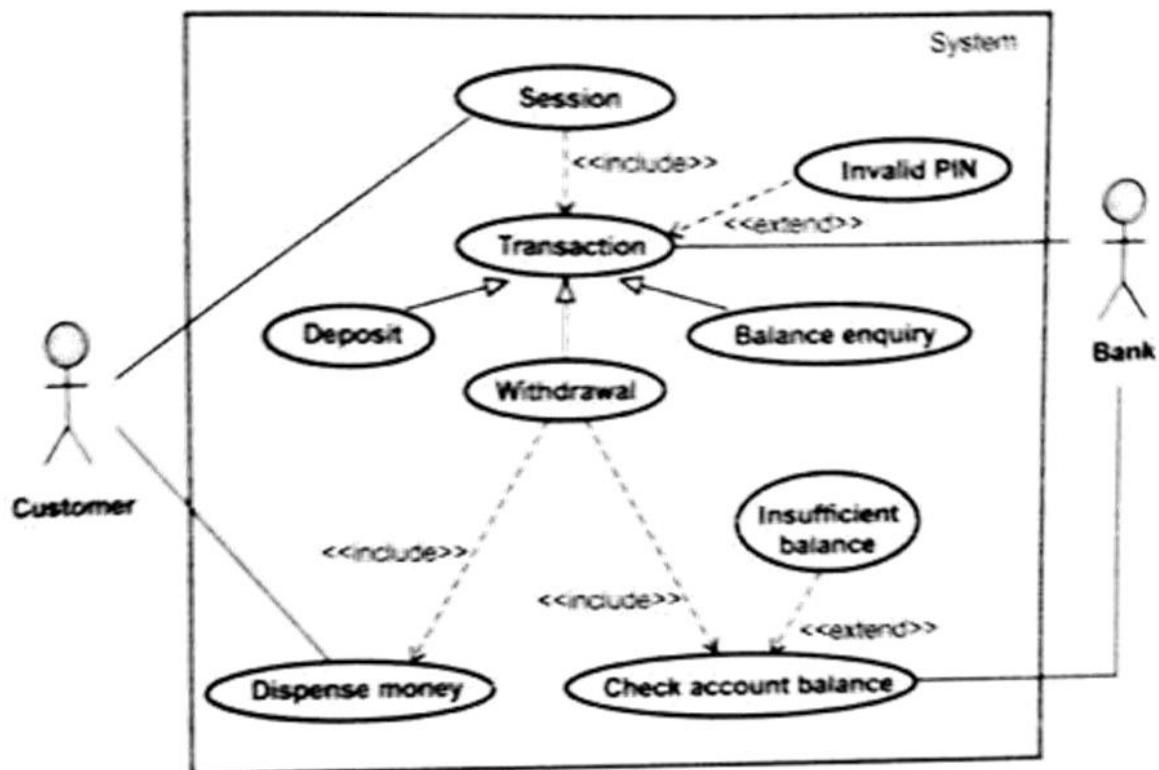 System
Session
<<include>>
Invalid PIN
<<extend>>
Transaction
Deposit
Balance enquiry
Bank
Withdrawal
Customer
Insufficient
balance
<<include>>
<<include>>
<<extend>>
Dispense money
Check account balance